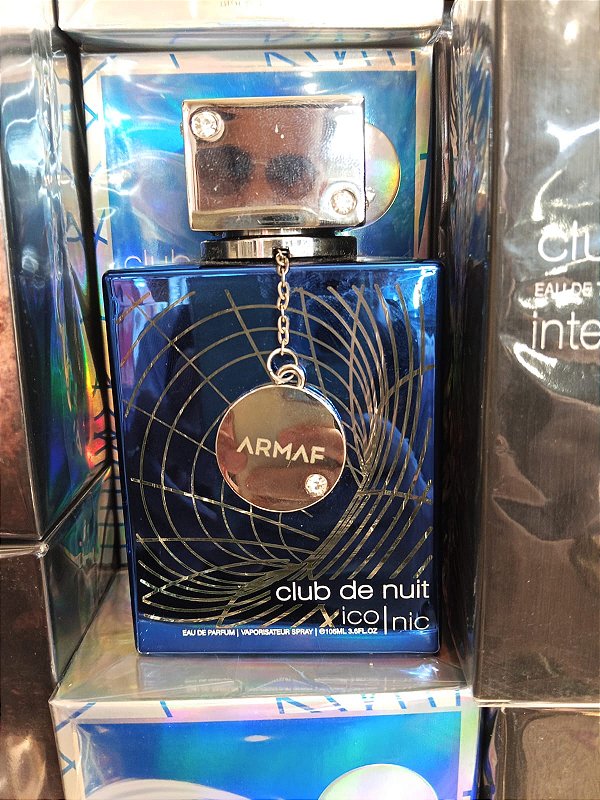 club
ARMAF
club de nuit
ico|nic
EAU DE PARFUM | VAPORISATEUR SPRAY | ℮105ML 3.6FL.OZ
clu
EAU DE T
inte